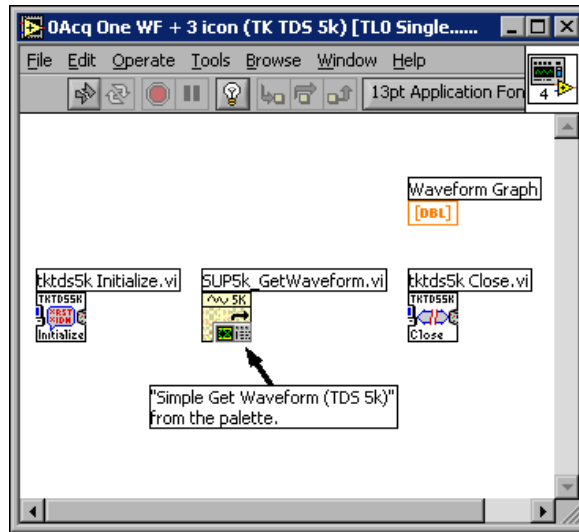 0Acq One WF + 3 icon (TK TDS 5k) [TL0 Single......
File Edit Operate Tools Browse Window Help
13pt Application Fon
4
Waveform Graph
[DBL]
tktds5k Initialize.vi SUP5k_GetWaveform.vi tktds5k Close.vi
TKTDS5K 5K TKTDS5K
XRST
XIDN
Initialize Close
"Simple Get Waveform (TDS 5k)"
from the palette.